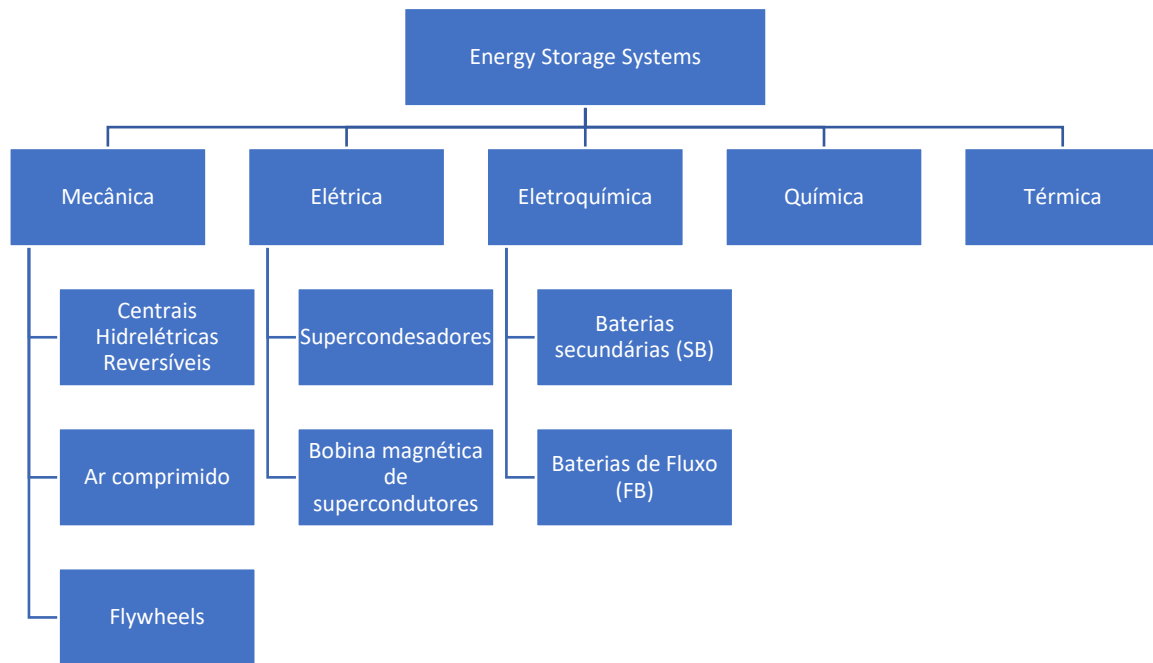 Energy Storage Systems
Mecânica
Elétrica
Eletroquímica
Química
Térmica
Centrais
Hidrelétricas
Reversíveis
Supercondesadores
Baterias
secundárias (SB)
Ar comprimido
Bobina magnética
de
supercondutores
Baterias de Fluxo
(FB)
Flywheels